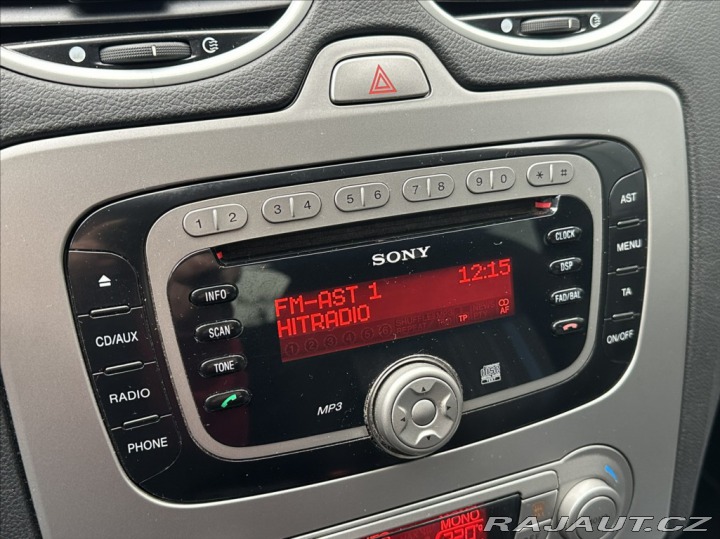 1 2
3 4
5 6
7 8
9 0
* #
AST
SONY
CLOCK
MENU
12:15
FM-AST 1
HITRADIO
CD
TP AF
INFO
DSP
CD/AUX
SCAN
FAD/BAL
TA
TONE
ON/OFF
RADIO
MP3
PHONE
MONO
RAJAUT.CZ